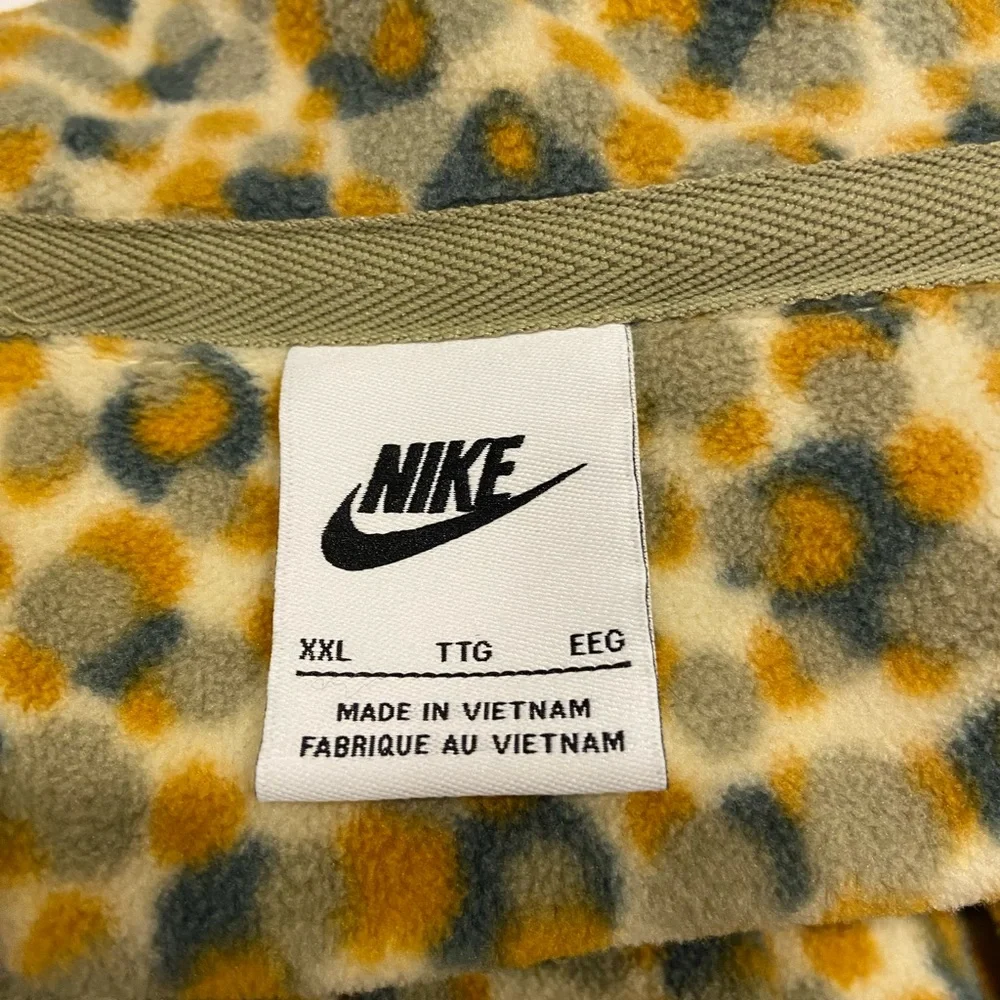 NIKE
XXL TTG EEG
MADE IN VIETNAM
FABRIQUE AU VIETNAM